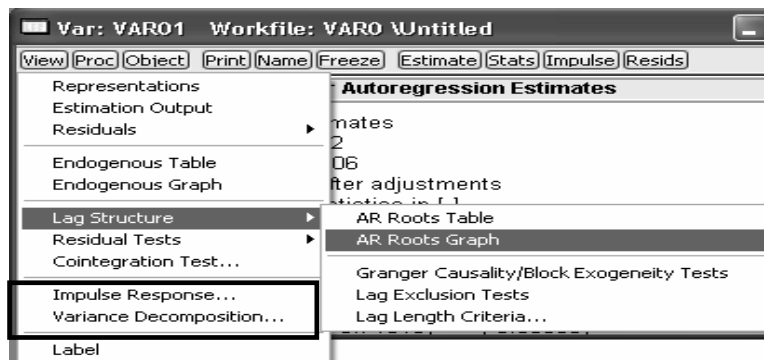 Var: VAR01 Workfile: VAR0 \Untitled
View Proc Object Print Name Freeze Estimate Stats Impulse Resids
Representations
Estimation Output
Residuals
Endogenous Table
Endogenous Graph
Lag Structure
Residual Tests
Cointegration Test...
Impulse Response...
Variance Decomposition...
Label
Autoregression Estimates
mates
2
06
fter adjustments
AR Roots Table
AR Roots Graph
Granger Causality/Block Exogeneity Tests
Lag Exclusion Tests
Lag Length Criteria...